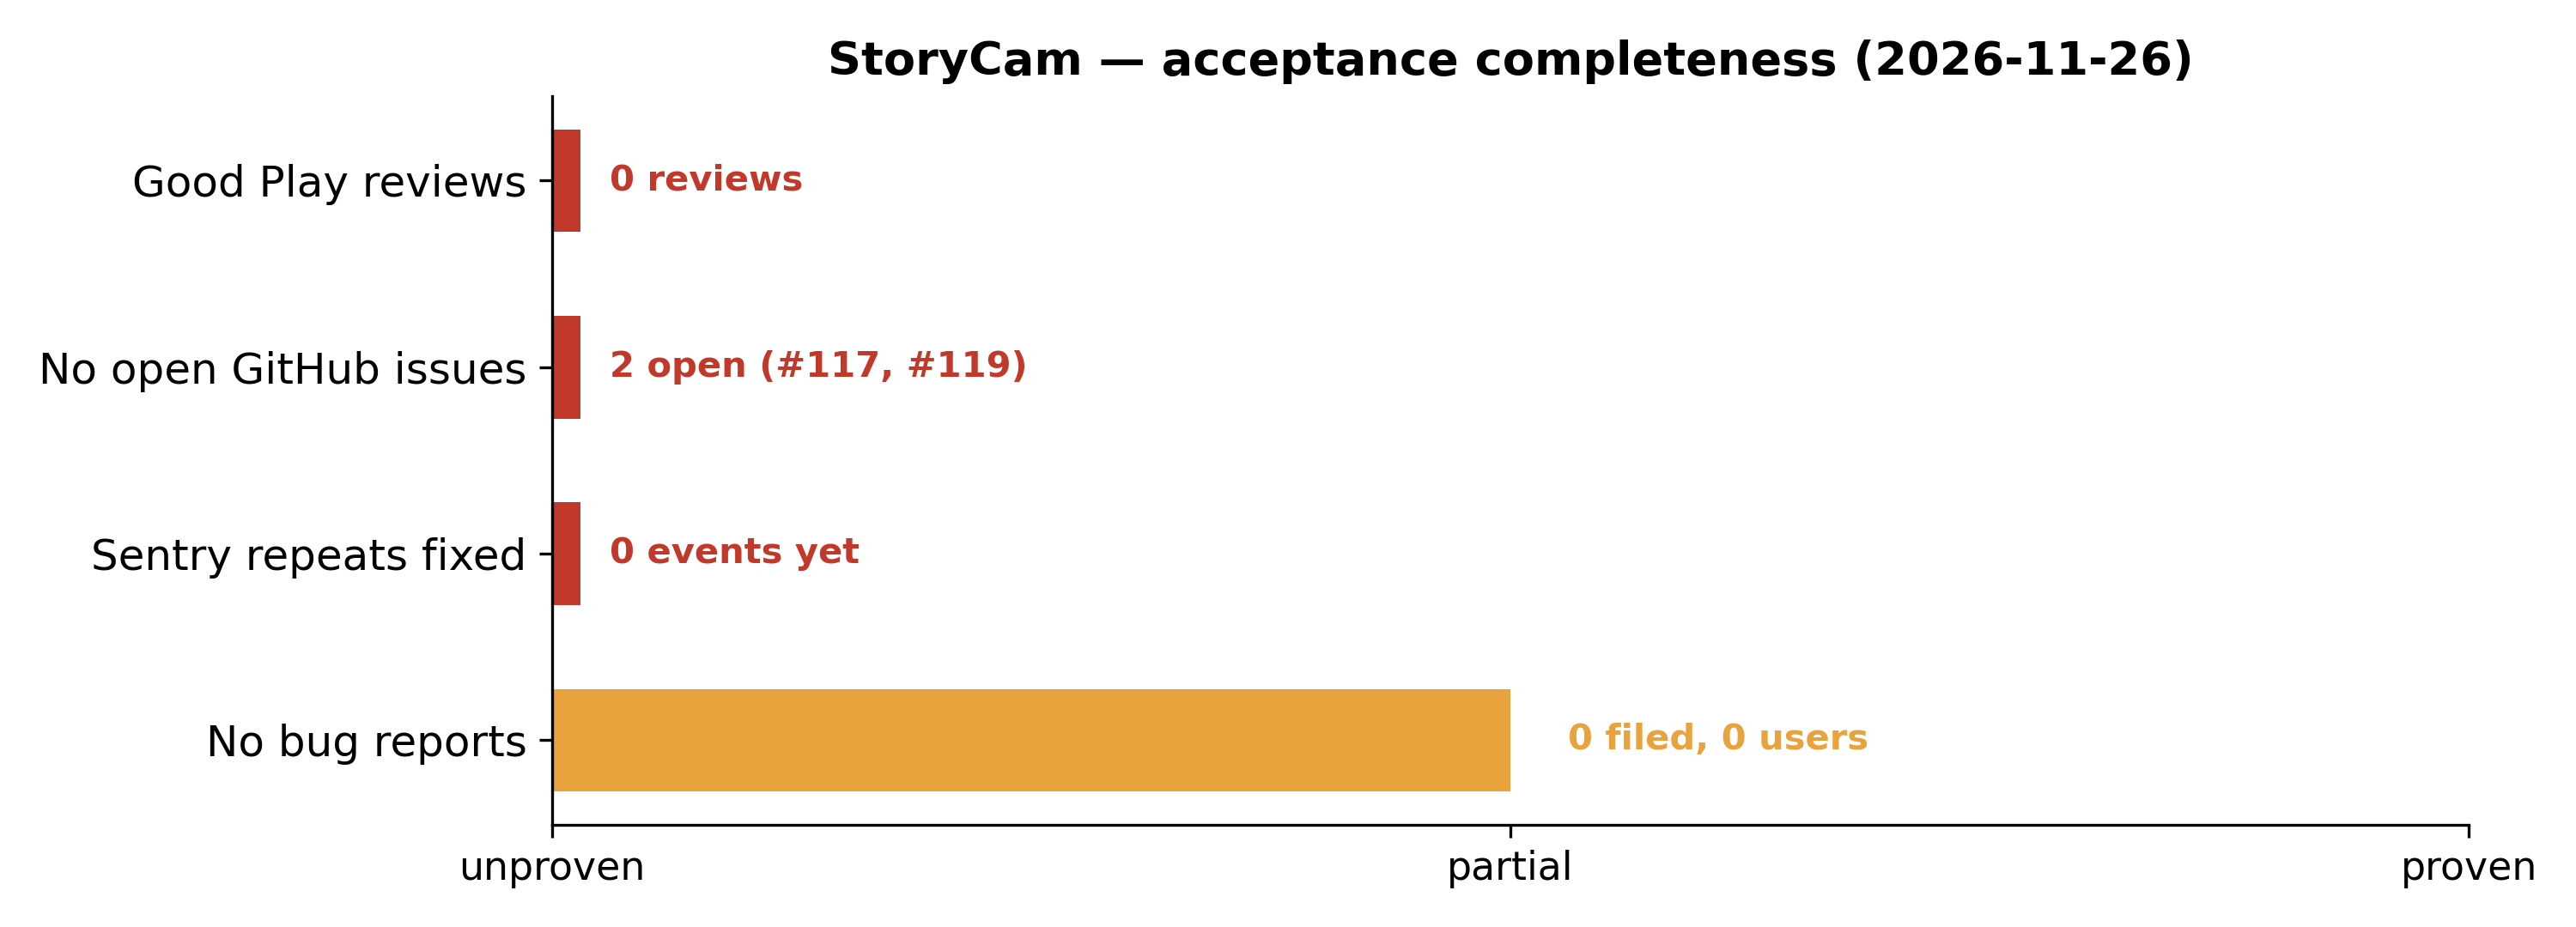 StoryCam — acceptance completeness (2026-11-26)
Good Play reviews
0 reviews
No open GitHub issues
2 open (#117, #119)
Sentry repeats fixed
0 events yet
No bug reports
0 filed, 0 users
unproven
partial
proven